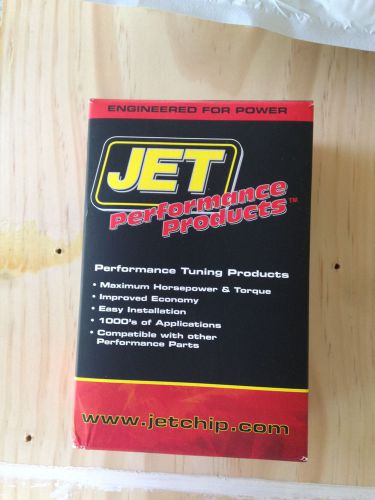 ENGINEERED FOR POWER
JET
Performance
Products™
Performance Tuning Products
• Maximum Horsepower & Torque
• Improved Economy
• Easy Installation
• 1000's of Applications
• Compatible with other
Performance Parts
www.jetchip.com